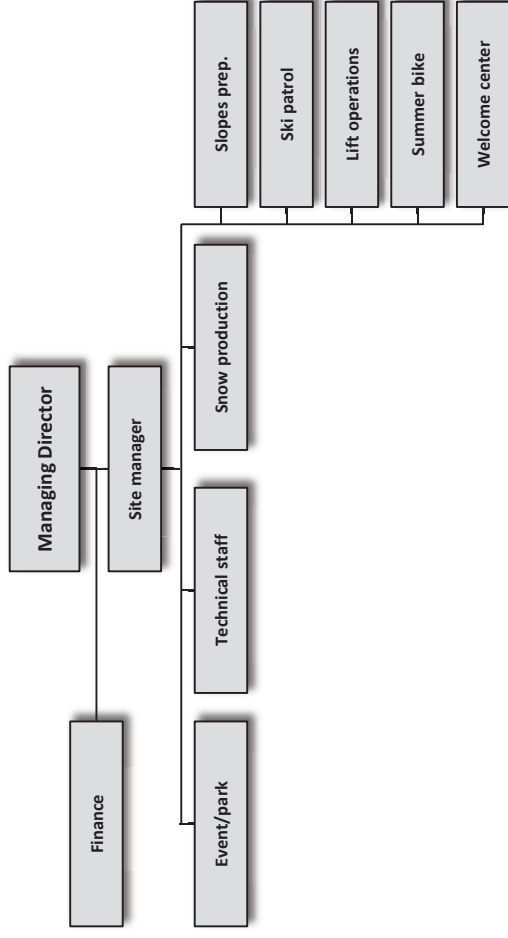 Managing Director
Finance
Site manager
Event/park
Technical staff
Snow production
Slopes prep.
Ski patrol
Lift operations
Summer bike
Welcome center